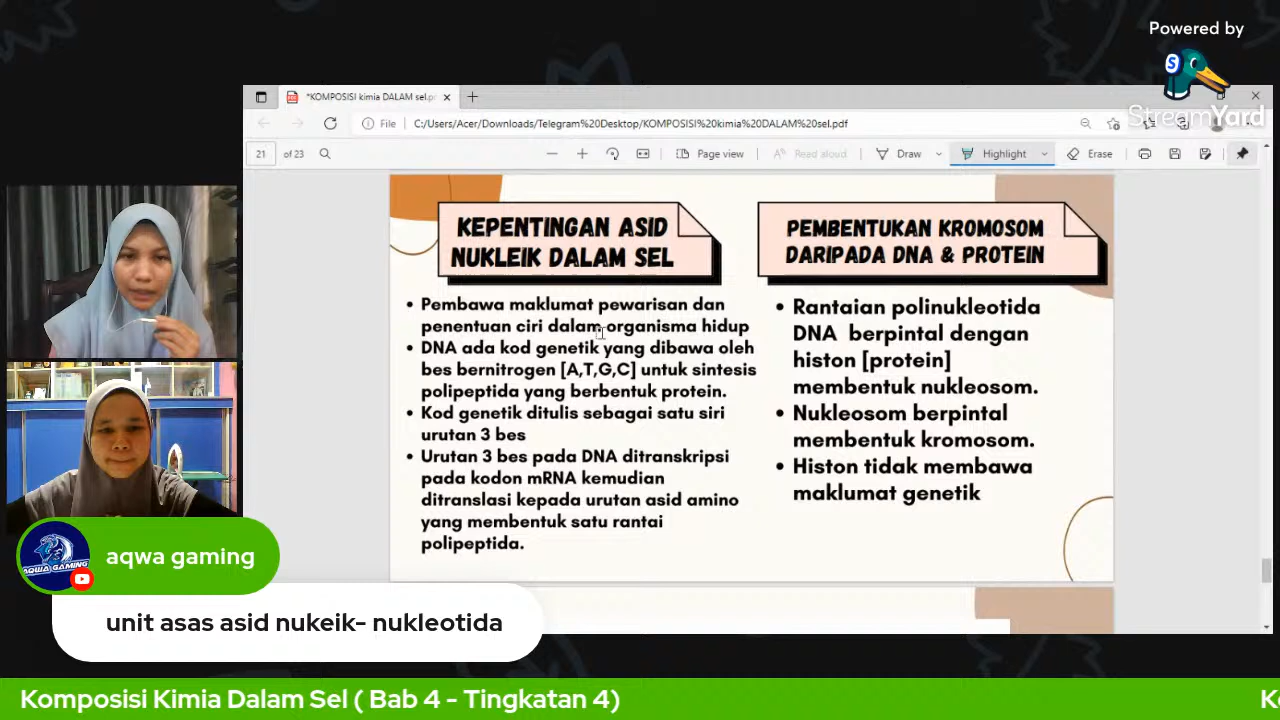 Powered by
S
StreamYard
*KOMPOSISI kimia DALAM sel.p
File
C:/Users/Acer/Downloads/Telegram%20Desktop/KOMPOSISI%20kimia%20DALAM%20sel.pdf
21 of 23
Page view
Read aloud
Draw
Highlight
Erase
KEPENTINGAN ASID
NUKLEIK DALAM SEL
Pembawa maklumat pewarisan dan
penentuan ciri dalam organisma hidup
DNA ada kod genetik yang dibawa oleh
bes bernitrogen [A,T,G,C] untuk sintesis
polipeptida yang berbentuk protein.
Kod genetik ditulis sebagai satu siri
urutan 3 bes
Urutan 3 bes pada DNA ditranskripsi
pada kodon mRNA kemudian
ditranslasi kepada urutan asid amino
yang membentuk satu rantai
polipeptida.
PEMBENTUKAN KROMOSOM
DARIPADA DNA & PROTEIN
Rantaian polinukleotida
DNA berpintal dengan
histon [protein]
membentuk nukleosom.
Nukleosom berpintal
membentuk kromosom.
Histon tidak membawa
maklumat genetik
AQWA GAMING
aqwa gaming
unit asas asid nukeik- nukleotida
Komposisi Kimia Dalam Sel ( Bab 4 - Tingkatan 4)